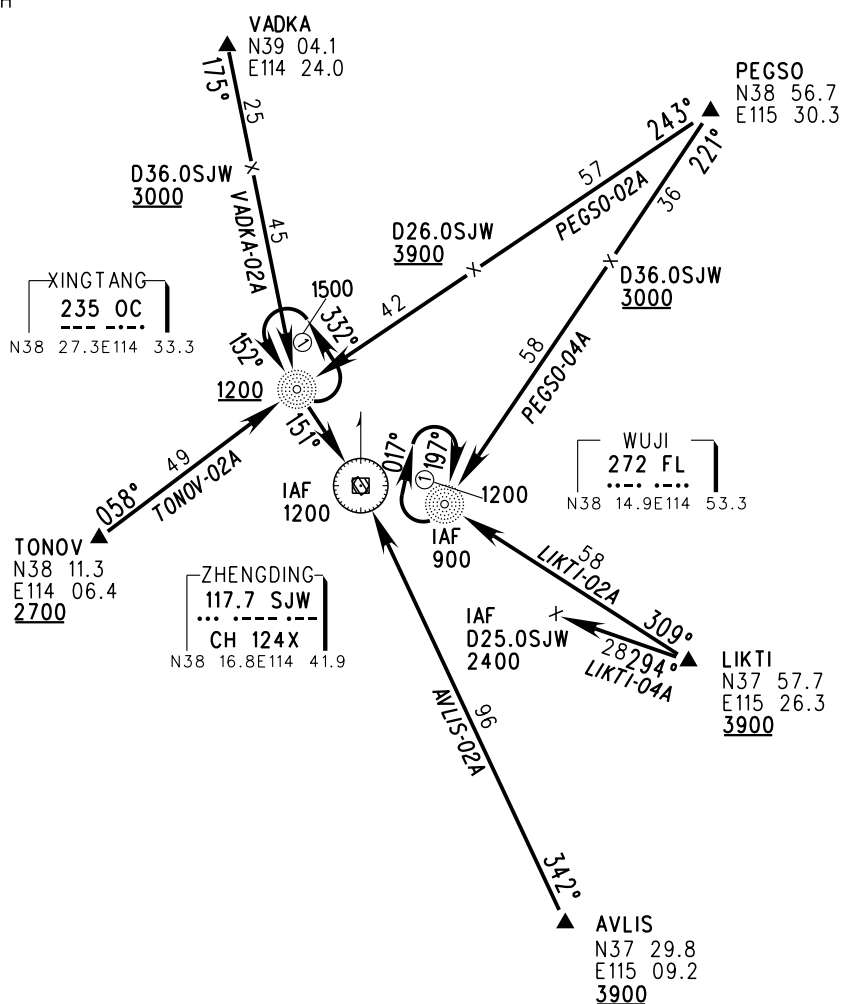 H
VADKA
N39 04.1
E114 24.0
175°
25
D36.0SJW
3000
VADKA-02A
45
PEGSO
N38 56.7
E115 30.3
243°
221°
57
PEGSO-02A
36
D26.0SJW
3900
D36.0SJW
3000
42
58
PEGSO-04A
XINGTANG
235 OC
N38 27.3E114 33.3
1500
1
332°
152°
1200
151°
49
TONOV-02A
058°
TONOV
N38 11.3
E114 06.4
2700
IAF
1200
017°
197°
1
1200
IAF
900
WUJI
272 FL
N38 14.9E114 53.3
ZHENGDING
117.7 SJW
CH 124X
N38 16.8E114 41.9
58
LIKTI-02A
309°
IAF
D25.0SJW
2400
28
294°
LIKTI-04A
LIKTI
N37 57.7
E115 26.3
3900
96
AVLIS-02A
342°
AVLIS
N37 29.8
E115 09.2
3900